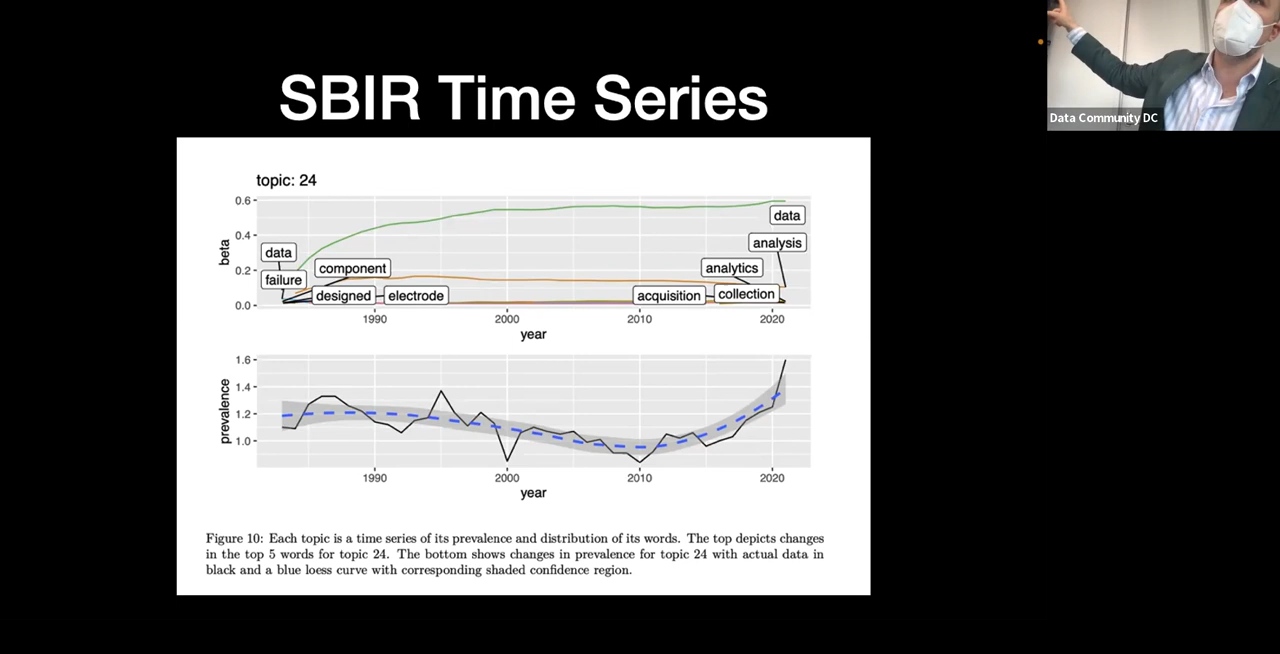 SBIR Time Series
Data Community DC
topic: 24
0.6
0.4
0.2
0.0
beta
data
failure
component
designed
electrode
data
analysis
analytics
acquisition
collection
1990
2000
2010
2020
year
1.6
1.4
1.2
1.0
prevalence
1990
2000
2010
2020
year
Figure 10: Each topic is a time series of its prevalence and distribution of its words. The top depicts changes
in the top 5 words for topic 24. The bottom shows changes in prevalence for topic 24 with actual data in
black and a blue loess curve with corresponding shaded confidence region.